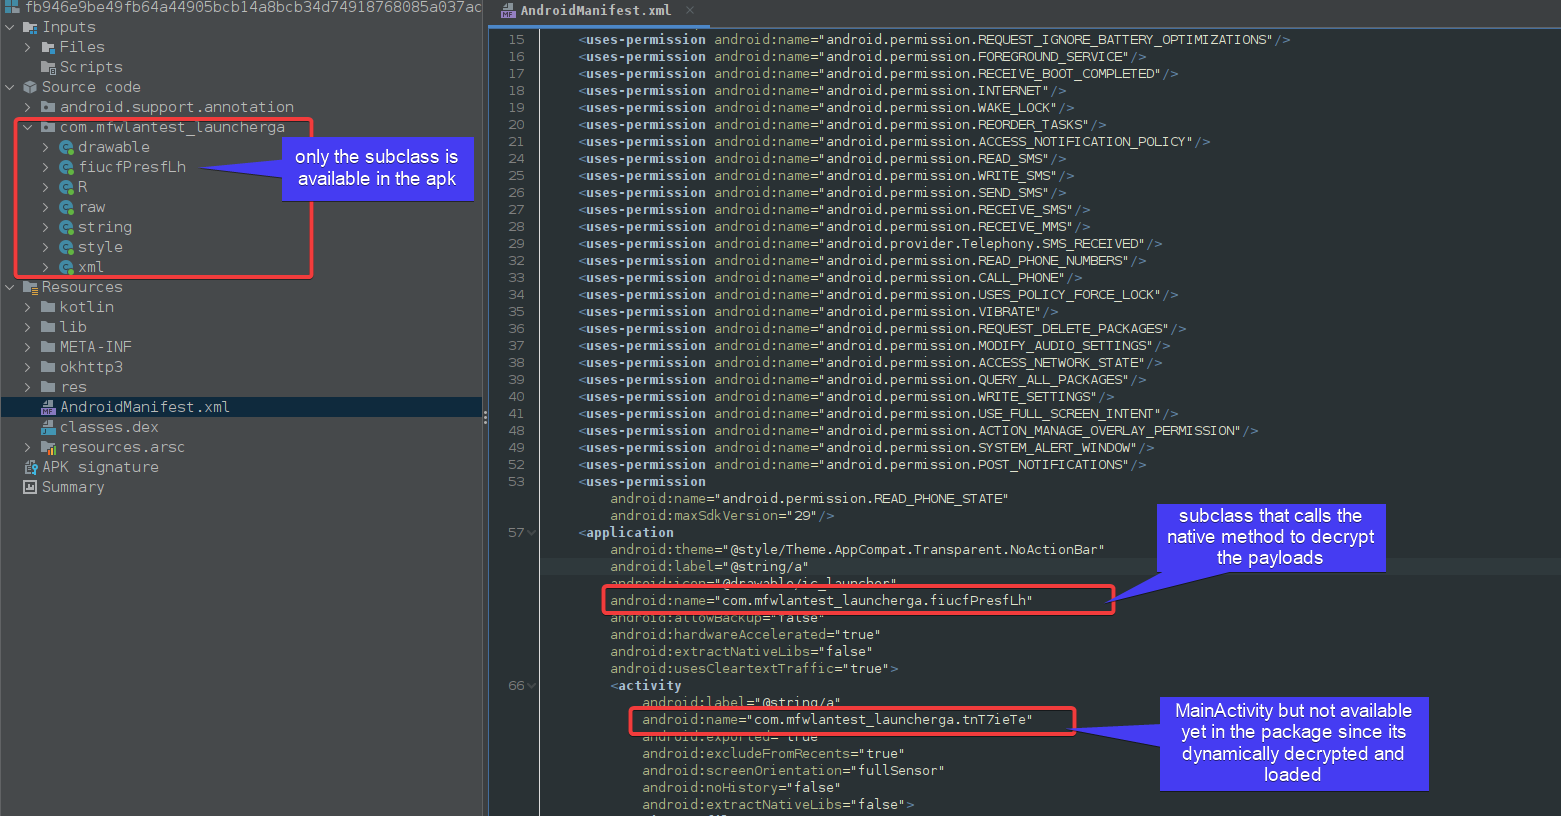 fb946e9be49fb64a44905bcb14a8bcb34d74918768085a037ac
Inputs
Files
Scripts
Source code
android.support.annotation
com.mfwlantest_launcherga
drawable
fiucfPresfLh
R
raw
string
style
xml
Resources
kotlin
lib
META-INF
okhttp3
res
AndroidManifest.xml
classes.dex
resources.arsc
APK signature
Summary
only the subclass is
available in the apk
AndroidManifest.xml
15 <uses-permission android:name="android.permission.REQUEST_IGNORE_BATTERY_OPTIMIZATIONS"/>
16 <uses-permission android:name="android.permission.FOREGROUND_SERVICE"/>
17 <uses-permission android:name="android.permission.RECEIVE_BOOT_COMPLETED"/>
18 <uses-permission android:name="android.permission.INTERNET"/>
19 <uses-permission android:name="android.permission.WAKE_LOCK"/>
20 <uses-permission android:name="android.permission.REORDER_TASKS"/>
21 <uses-permission android:name="android.permission.ACCESS_NOTIFICATION_POLICY"/>
24 <uses-permission android:name="android.permission.READ_SMS"/>
25 <uses-permission android:name="android.permission.WRITE_SMS"/>
26 <uses-permission android:name="android.permission.SEND_SMS"/>
27 <uses-permission android:name="android.permission.RECEIVE_SMS"/>
28 <uses-permission android:name="android.permission.RECEIVE_MMS"/>
29 <uses-permission android:name="android.provider.Telephony.SMS_RECEIVED"/>
32 <uses-permission android:name="android.permission.READ_PHONE_NUMBERS"/>
33 <uses-permission android:name="android.permission.CALL_PHONE"/>
34 <uses-permission android:name="android.permission.USES_POLICY_FORCE_LOCK"/>
35 <uses-permission android:name="android.permission.VIBRATE"/>
36 <uses-permission android:name="android.permission.REQUEST_DELETE_PACKAGES"/>
37 <uses-permission android:name="android.permission.MODIFY_AUDIO_SETTINGS"/>
38 <uses-permission android:name="android.permission.ACCESS_NETWORK_STATE"/>
39 <uses-permission android:name="android.permission.QUERY_ALL_PACKAGES"/>
40 <uses-permission android:name="android.permission.WRITE_SETTINGS"/>
41 <uses-permission android:name="android.permission.USE_FULL_SCREEN_INTENT"/>
48 <uses-permission android:name="android.permission.ACTION_MANAGE_OVERLAY_PERMISSION"/>
49 <uses-permission android:name="android.permission.SYSTEM_ALERT_WINDOW"/>
52 <uses-permission android:name="android.permission.POST_NOTIFICATIONS"/>
53 <uses-permission
android:name="android.permission.READ_PHONE_STATE"
android:maxSdkVersion="29"/>
57 <application
android:theme="@style/Theme.AppCompat.Transparent.NoActionBar"
android:label="@string/a"
android:icon="@drawable/ic_launcher"
android:name="com.mfwlantest_launcherga.fiucfPresfLh"
android:allowBackup="false"
android:hardwareAccelerated="true"
android:extractNativeLibs="false"
android:usesCleartextTraffic="true">
66 <activity
android:label="@string/a"
android:name="com.mfwlantest_launcherga.tnT7ieTe"
android:exported="true"
android:excludeFromRecents="true"
android:screenOrientation="fullSensor"
android:noHistory="false"
android:extractNativeLibs="false">
subclass that calls the
native method to decrypt
the payloads
MainActivity but not available
yet in the package since its
dynamically decrypted and
loaded